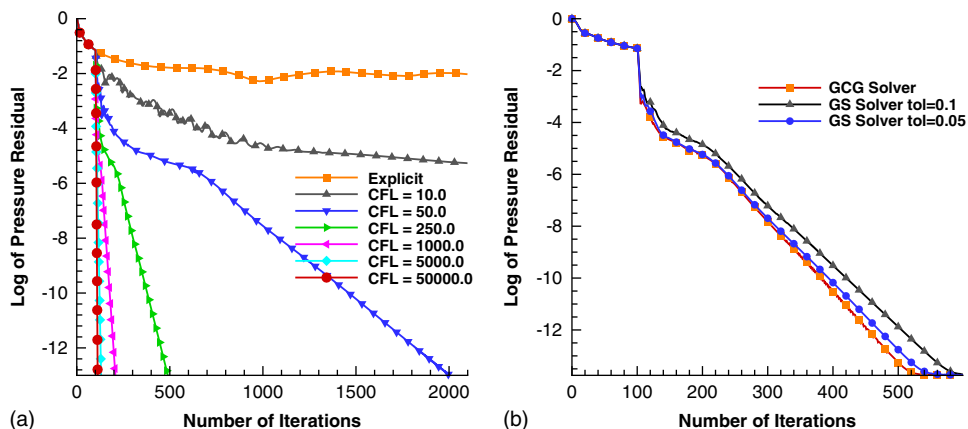 0
-2
-4
-6
-8
-10
-12
Log of Pressure Residual
Explicit
CFL = 10.0
CFL = 50.0
CFL = 250.0
CFL = 1000.0
CFL = 5000.0
CFL = 50000.0
0
500
1000
1500
2000
Number of Iterations
(a)
0
-2
-4
-6
-8
-10
-12
Log of Pressure Residual
GCG Solver
GS Solver tol=0.1
GS Solver tol=0.05
0
100
200
300
400
500
Number of Iterations
(b)